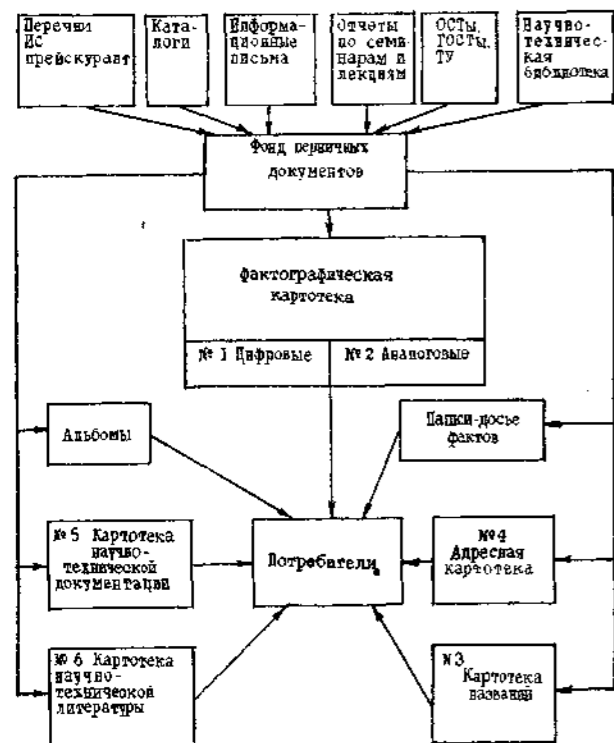 Перечки
ИС
прейскурант
Ката-
логи
Информа-
ционные
письма
Отчеты
по семи
нарам и
лекциям
ОСТы,
ГОСТы,
ТУ
Научно-
техничес-
кая
библиотека
Фонд первичных
документов
фактографическая
картотека
№ 1 Цифровые
№ 2 Аналоговые
Альбомы
Папки-досье
фактов
№ 5 Картотека
научно-
технической
документации
Потребители
№ 4
Адресная
картотека
№ 6 Картотека
научно-
технической
литературы
N 3
Картотека
названий